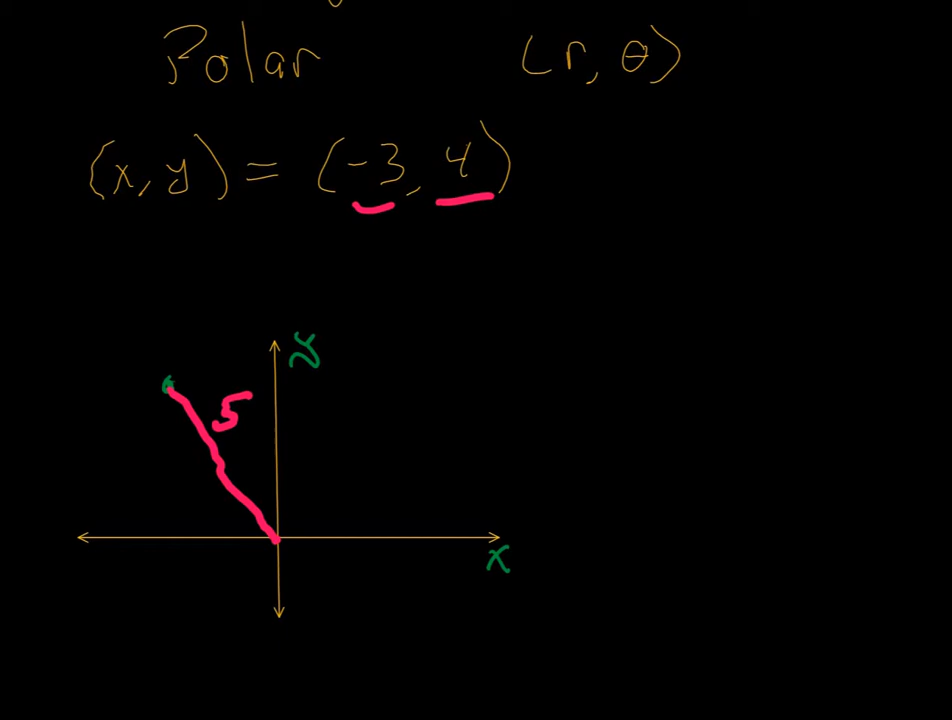 Polar (r, θ)
(x, y) = (-3, 4)
y
5
x